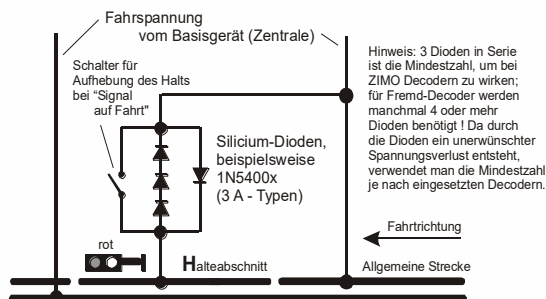 Fahrspannung
vom Basisgerät (Zentrale)
Schalter für
Aufhebung des Halts
bei "Signal
auf Fahrt"
Silicium-Dioden,
beispielsweise
1N5400x
(3 A - Typen)
Hinweis: 3 Dioden in Serie
ist die Mindestzahl, um bei
ZIMO Decodern zu wirken;
für Fremd-Decoder werden
manchmal 4 oder mehr
Dioden benötigt ! Da durch
die Dioden ein unerwünschter
Spannungsverlust entsteht,
verwendet man die Mindestzahl
je nach eingesetzten Decodern.
Fahrtrichtung
rot
Halteabschnitt
Allgemeine Strecke